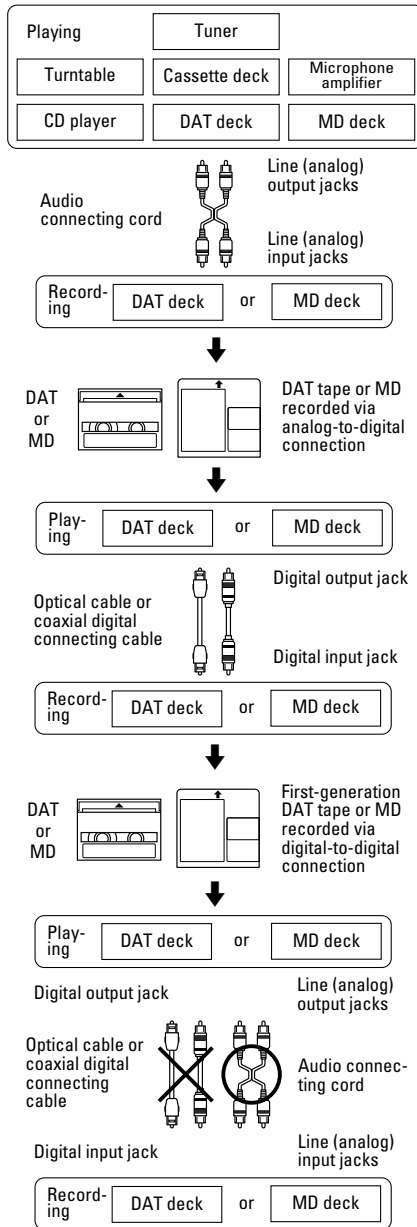 Playing
Tuner
Turntable
Cassette deck
Microphone
amplifier
CD player
DAT deck
MD deck
Audio
connecting cord
Line (analog)
output jacks
Line (analog)
input jacks
Record-
ing
DAT deck
or
MD deck
DAT
or
MD
DAT tape or MD
recorded via
analog-to-digital
connection
Play-
ing
DAT deck
or
MD deck
Optical cable or
coaxial digital
connecting cable
Digital output jack
Digital input jack
Record-
ing
DAT deck
or
MD deck
DAT
or
MD
First-generation
DAT tape or MD
recorded via
digital-to-digital
connection
Play-
ing
DAT deck
or
MD deck
Digital output jack
Line (analog)
output jacks
Optical cable or
coaxial digital
connecting
cable
Audio connec-
ting cord
Digital input jack
Line (analog)
input jacks
Record-
ing
DAT deck
or
MD deck